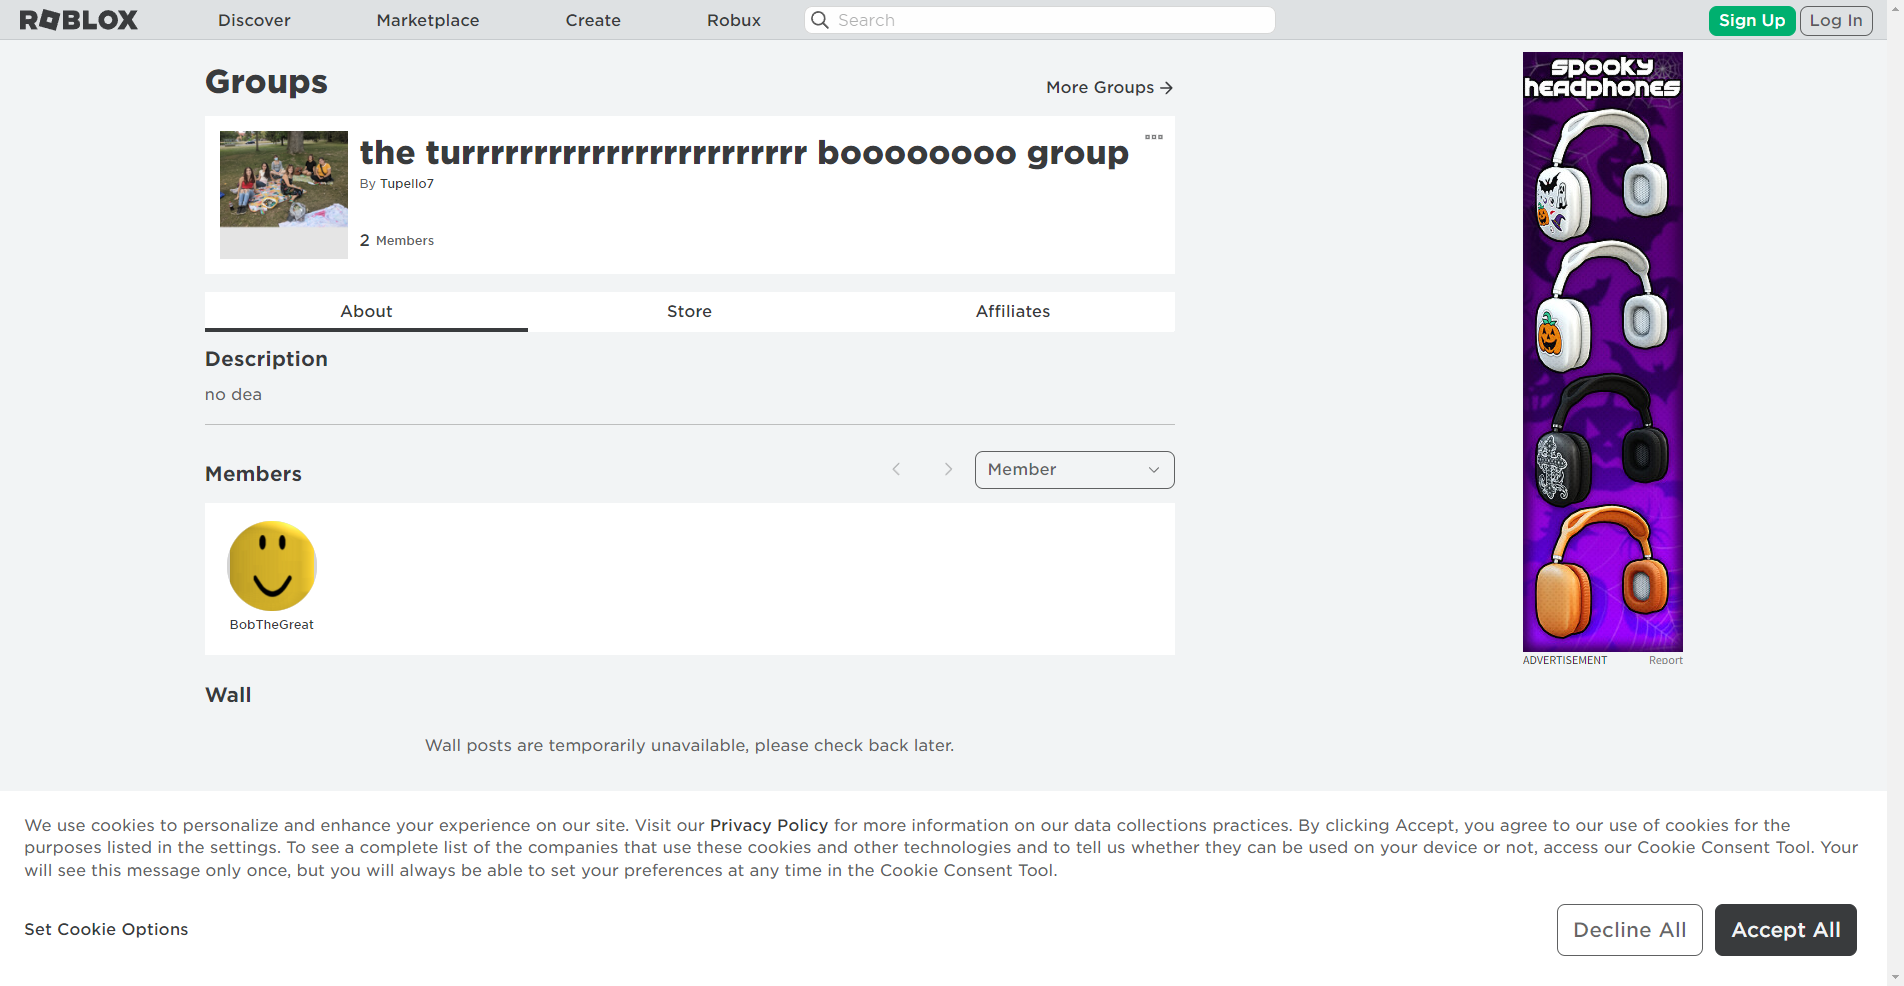 ROBLOX
Discover
Marketplace
Create
Robux
Search
Sign Up
Log In
Groups
More Groups
the turrrrrrrrrrrrrrrrrrrrrrrr boooooooo group
By Tupello7
2 Members
About
Store
Affiliates
Description
no dea
Members
Member
BobTheGreat
Wall
Wall posts are temporarily unavailable, please check back later.
spooky
headphones
ADVERTISEMENT
Report
We use cookies to personalize and enhance your experience on our site. Visit our Privacy Policy for more information on our data collections practices. By clicking Accept, you agree to our use of cookies for the
purposes listed in the settings. To see a complete list of the companies that use these cookies and other technologies and to tell us whether they can be used on your device or not, access our Cookie Consent Tool. Your
will see this message only once, but you will always be able to set your preferences at any time in the Cookie Consent Tool.
Set Cookie Options
Decline All
Accept All